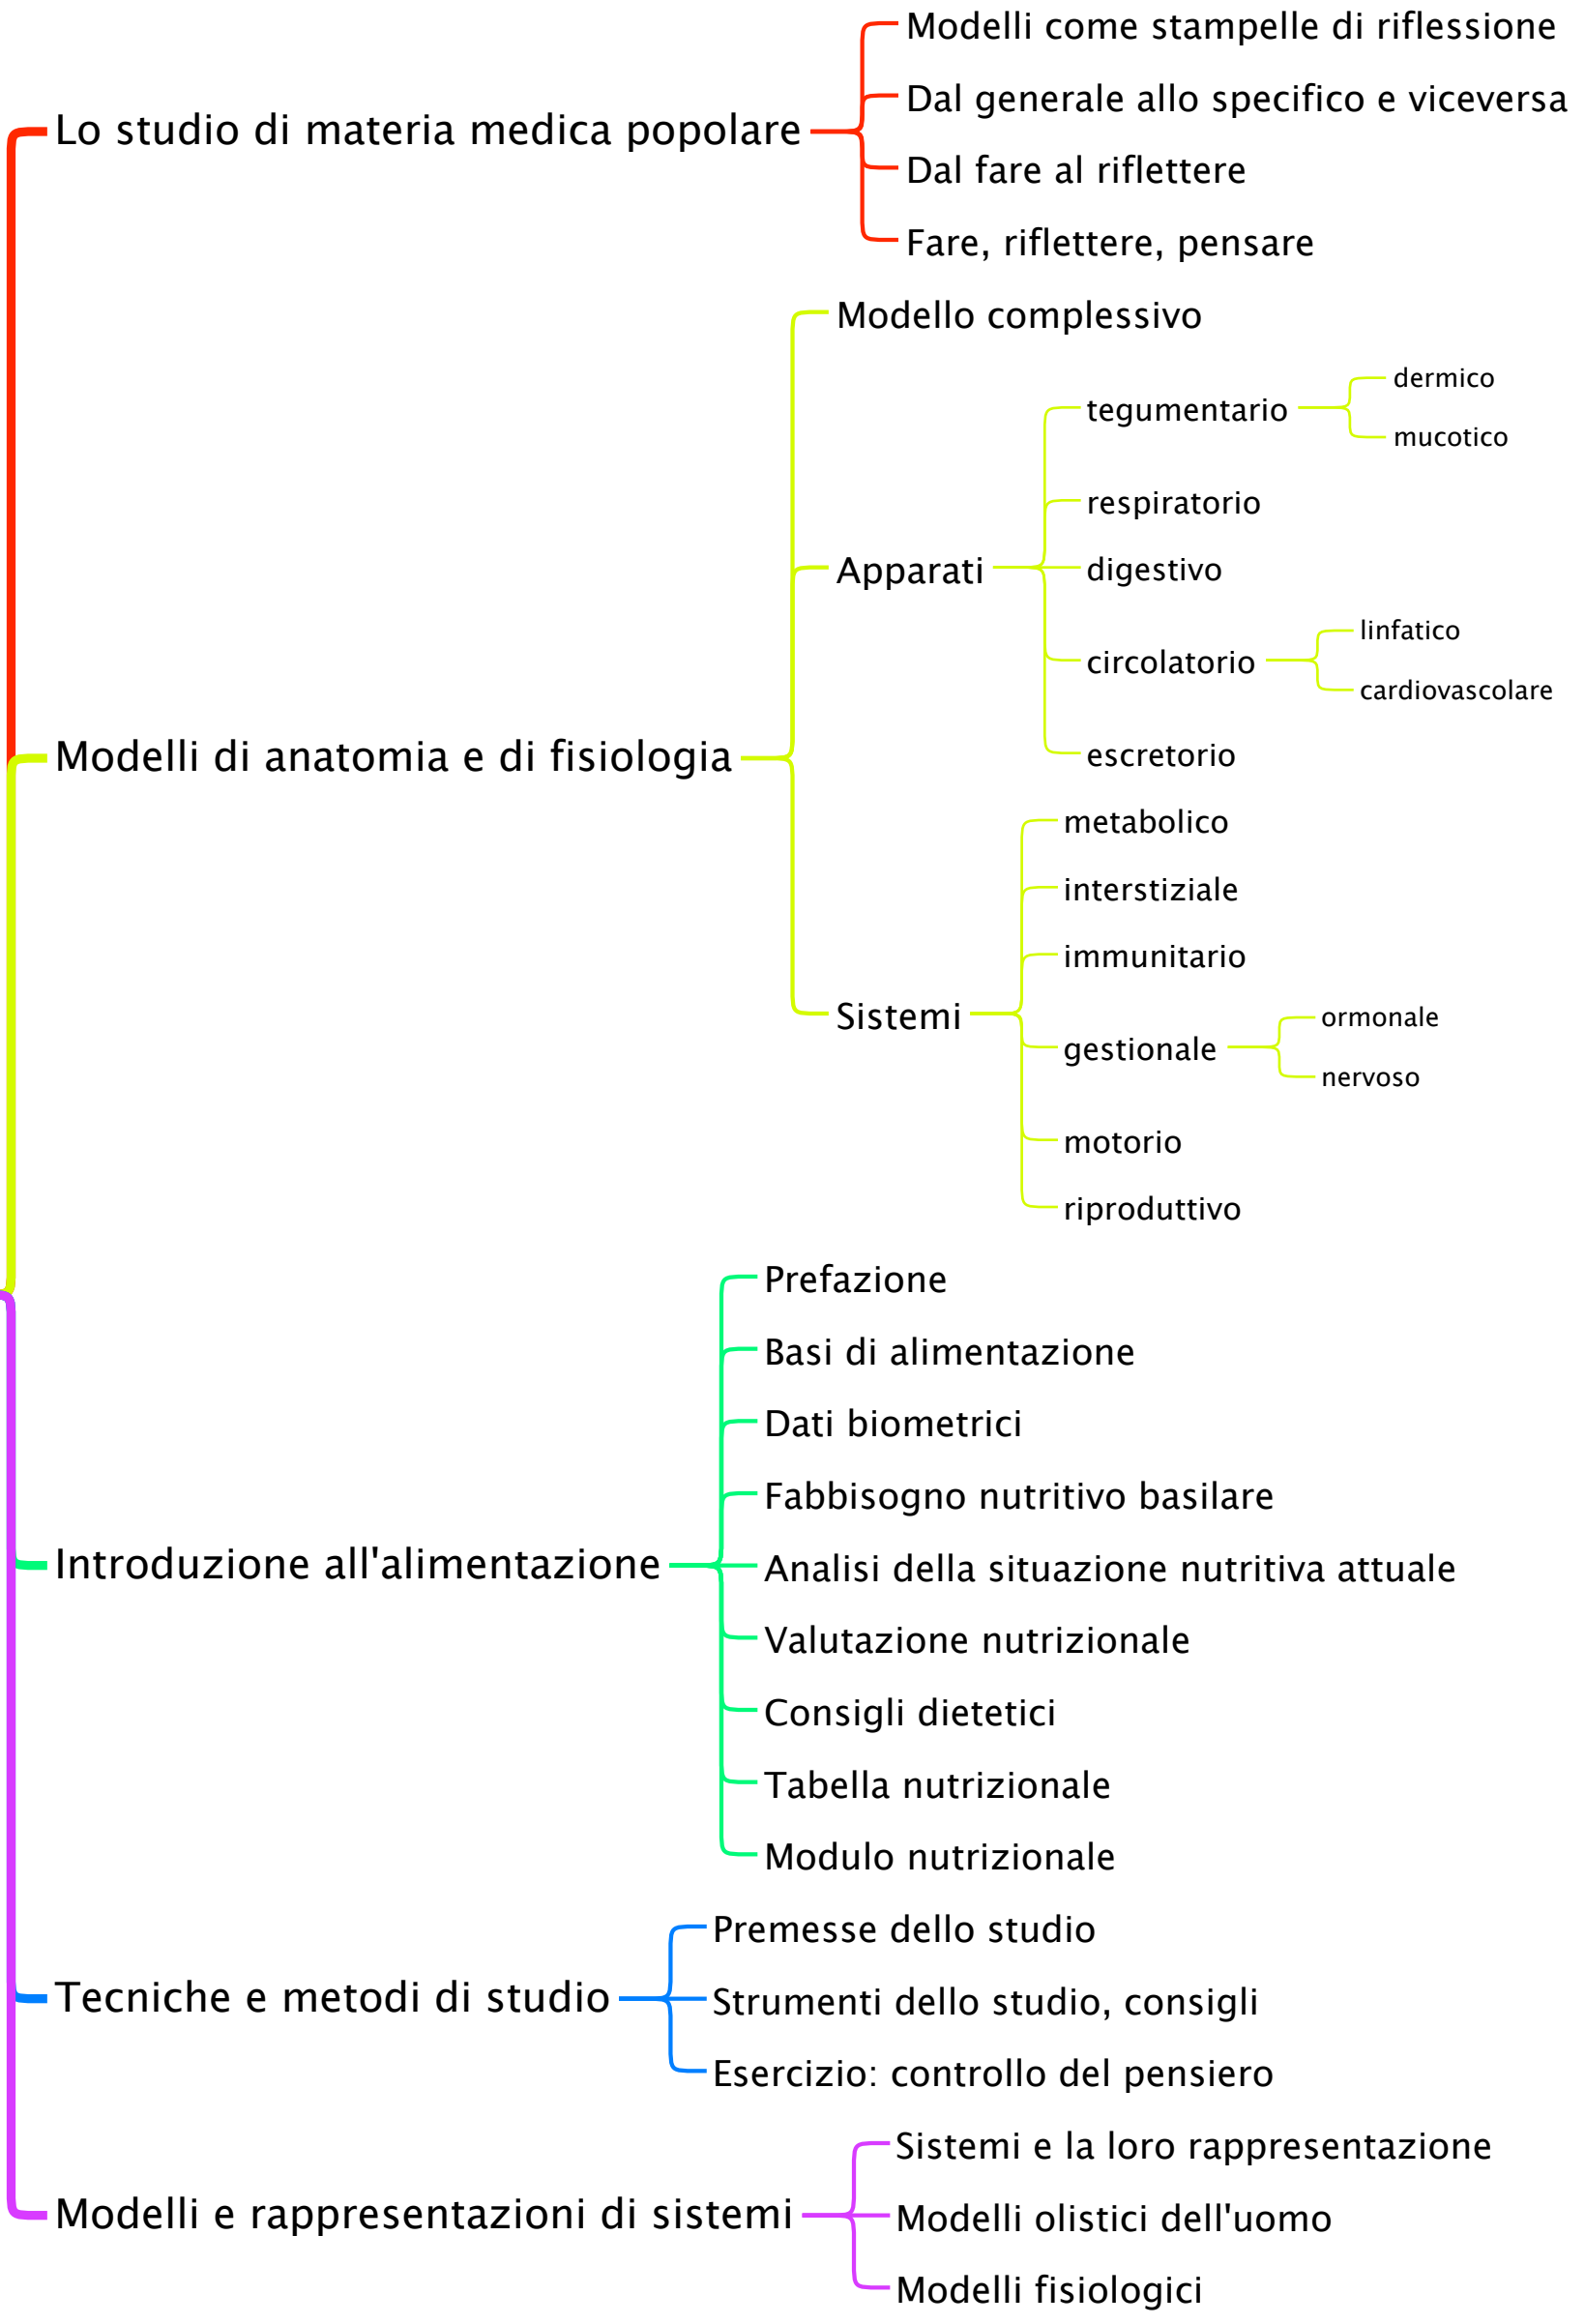 Lo studio di materia medica popolare
Modelli come stampelle di riflessione
Dal generale allo specifico e viceversa
Dal fare al riflettere
Fare, riflettere, pensare
Modelli di anatomia e di fisiologia
Modello complessivo
Apparati
tegumentario
dermico
mucotico
respiratorio
digestivo
circolatorio
linfatico
cardiovascolare
escretorio
Sistemi
metabolico
interstiziale
immunitario
gestionale
ormonale
nervoso
motorio
riproduttivo
Introduzione all'alimentazione
Prefazione
Basi di alimentazione
Dati biometrici
Fabbisogno nutritivo basilare
Analisi della situazione nutritiva attuale
Valutazione nutrizionale
Consigli dietetici
Tabella nutrizionale
Modulo nutrizionale
Tecniche e metodi di studio
Premesse dello studio
Strumenti dello studio, consigli
Esercizio: controllo del pensiero
Modelli e rappresentazioni di sistemi
Sistemi e la loro rappresentazione
Modelli olistici dell'uomo
Modelli fisiologici